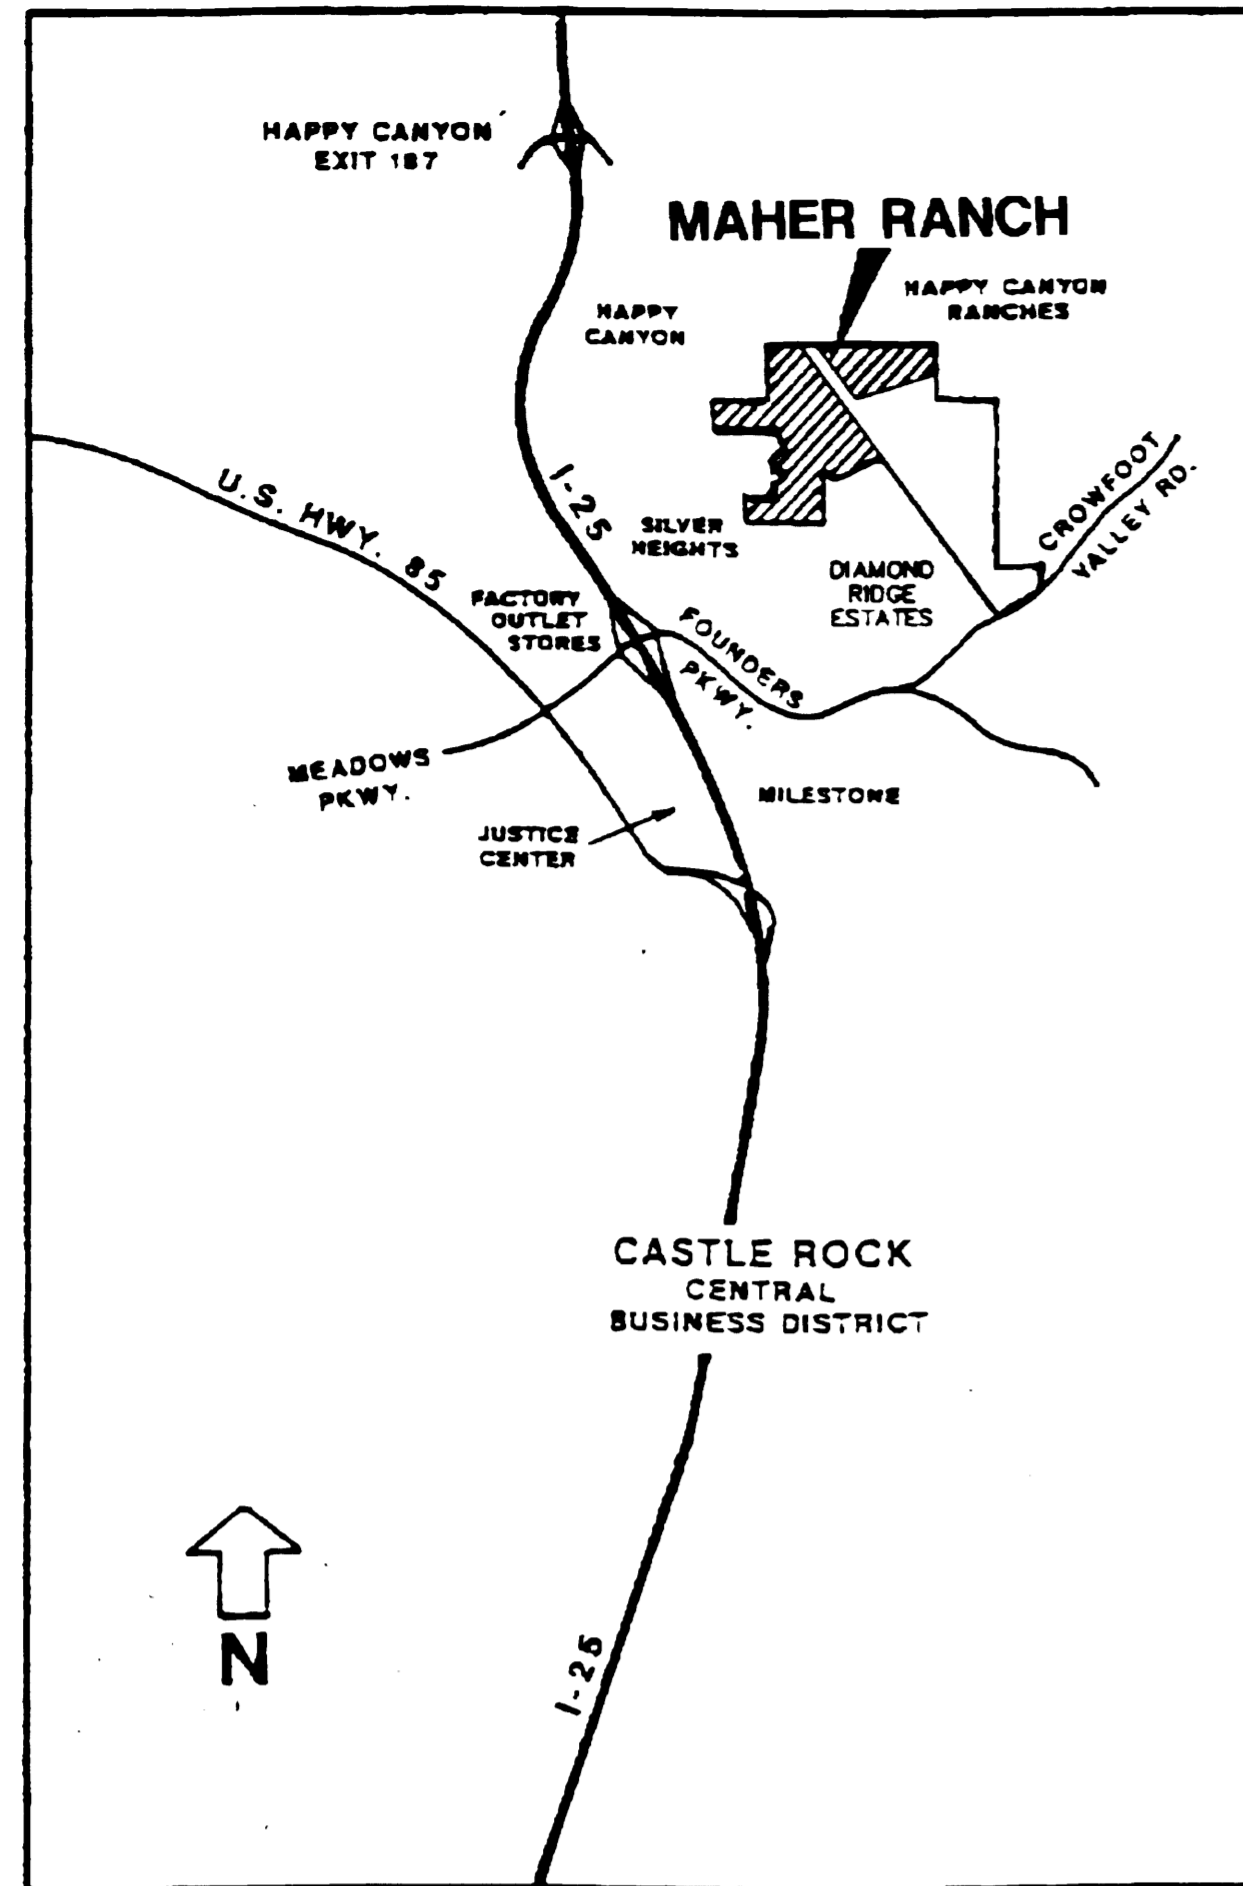 HAPPY CANYON
EXIT 187
MAHER RANCH
HAPPY CANYON
RANCHES
HAPPY
CANYON
I-25
U.S. HWY. 85
CROWFOOT
VALLEY RD.
SILVER
HEIGHTS
DIAMOND
RIDGE
ESTATES
FACTORY
OUTLET
STORES
FOUNDERS
PKWY.
MEADOWS
PKWY.
MILESTONE
JUSTICE
CENTER
CASTLE ROCK
CENTRAL
BUSINESS DISTRICT
N
I-25